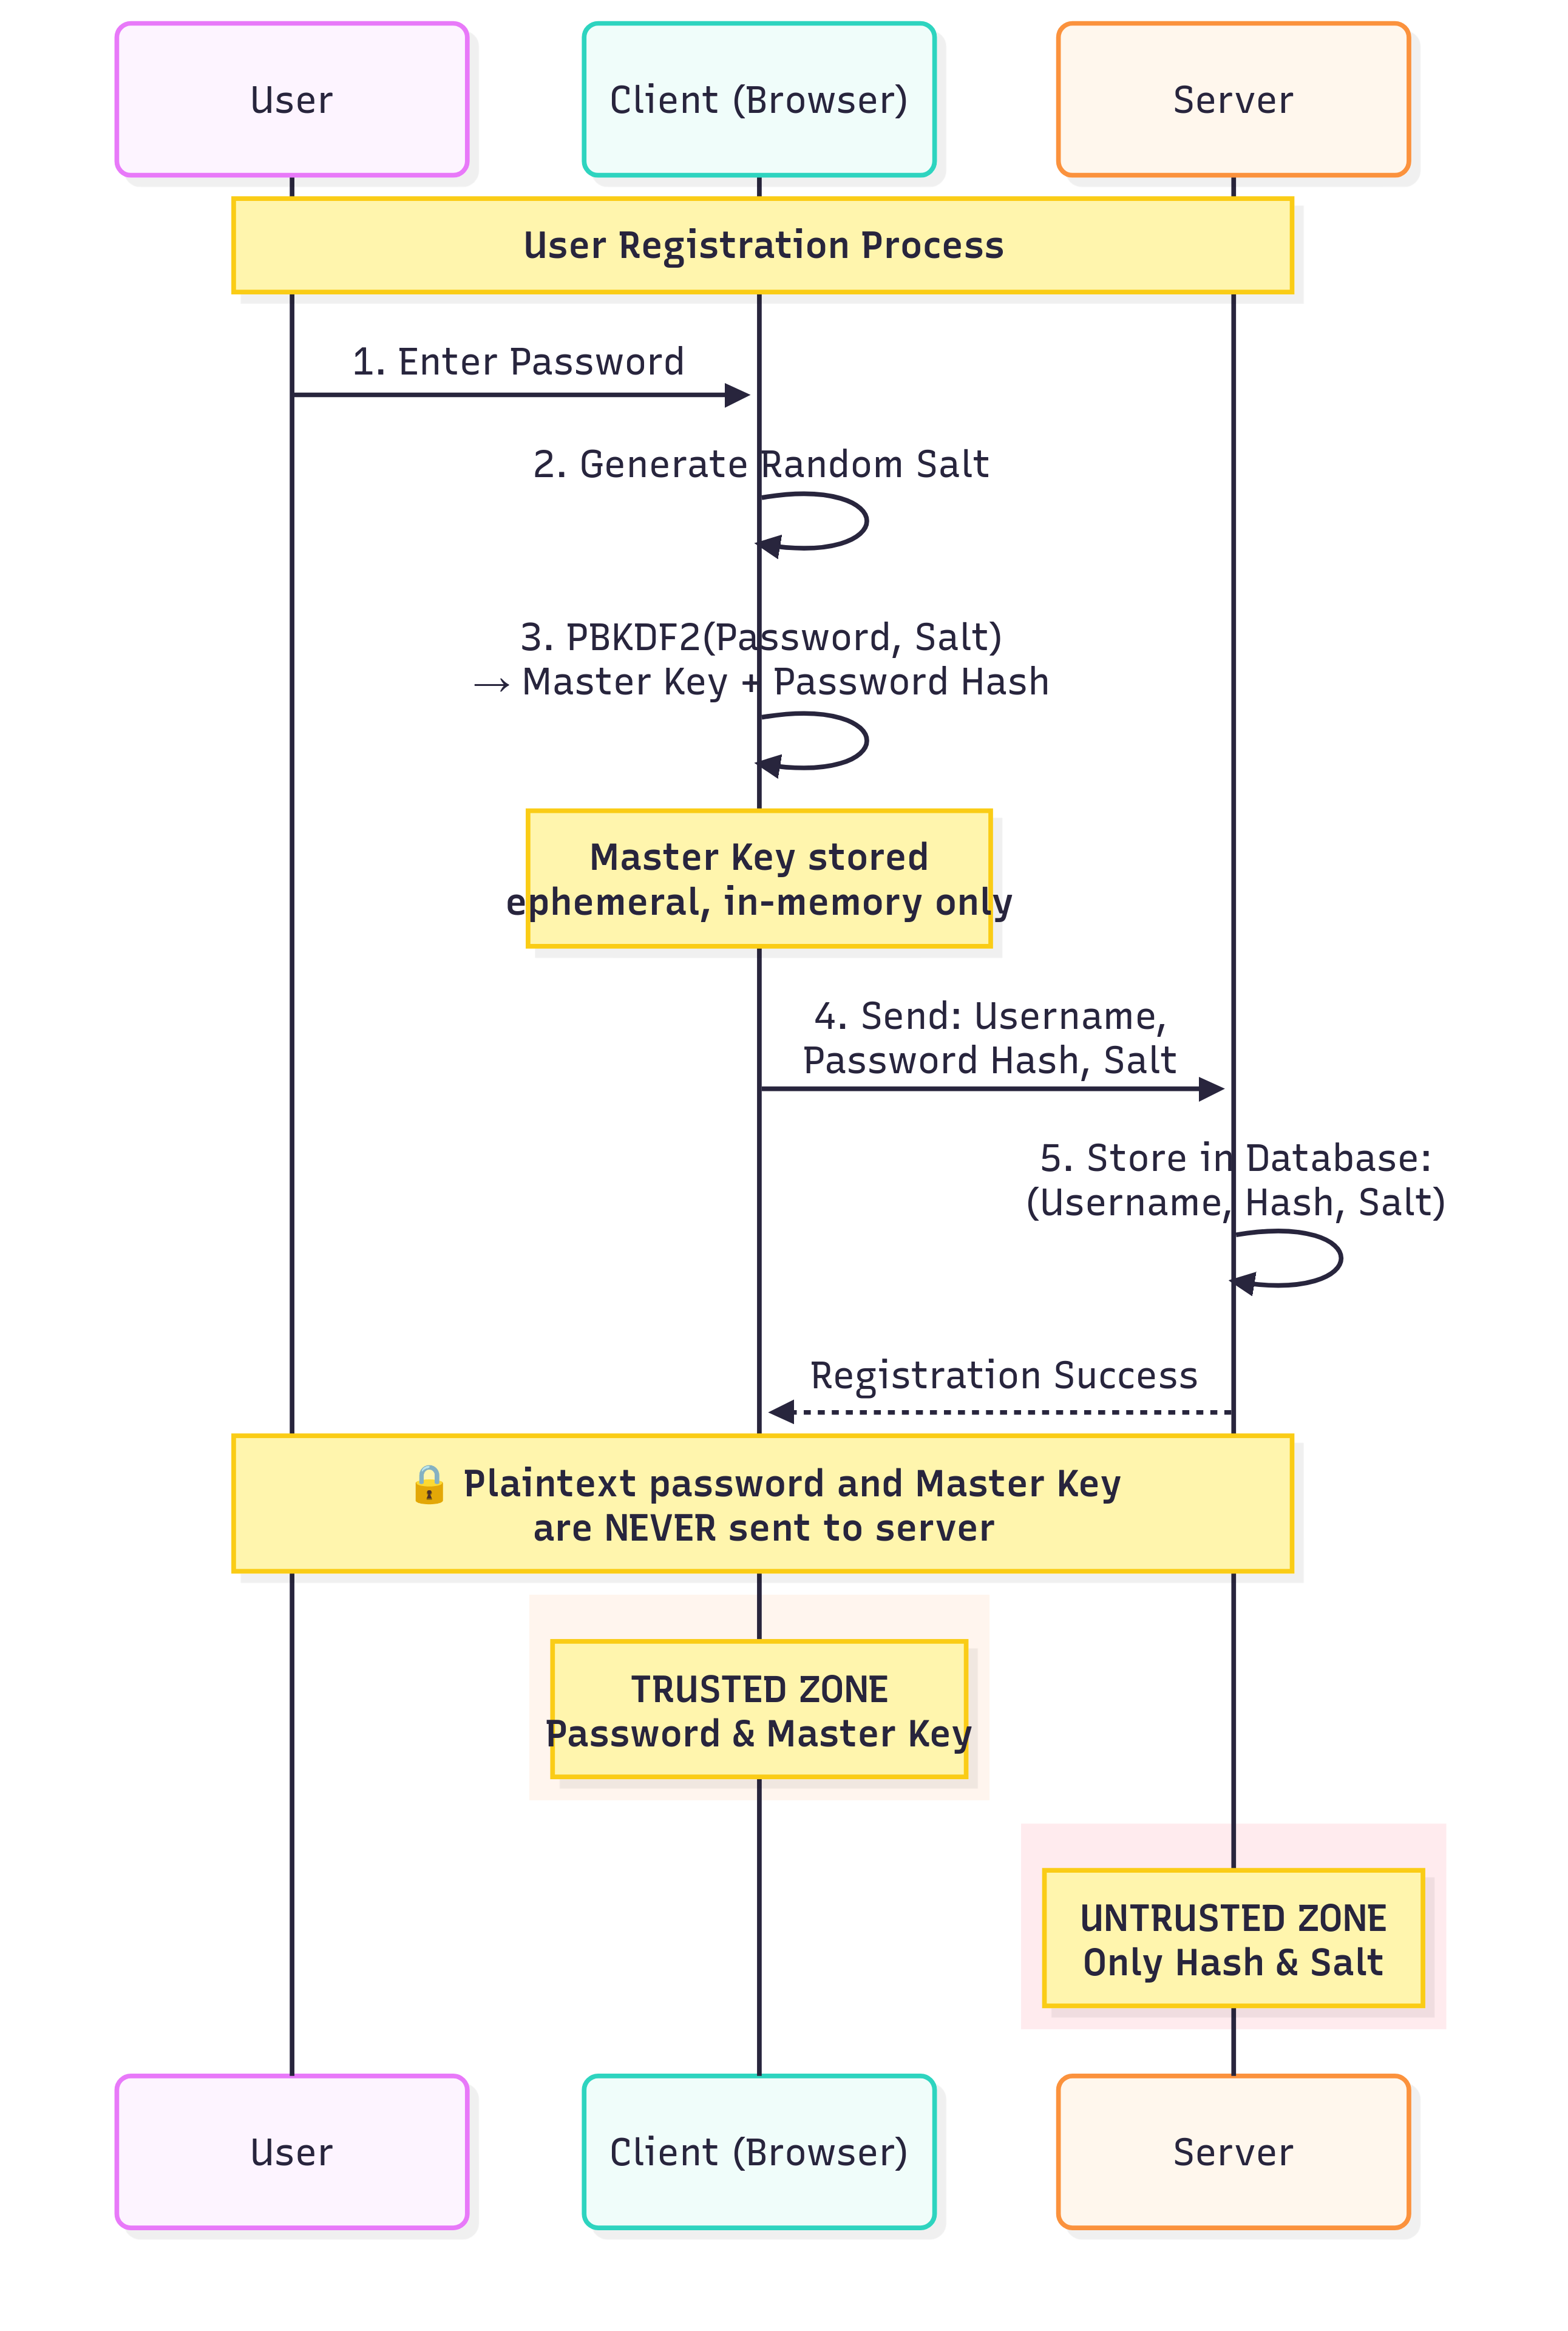 User
Client (Browser)
Server
User Registration Process
1. Enter Password
2. Generate Random Salt
3. PBKDF2(Password, Salt)
→ Master Key + Password Hash
Master Key stored
ephemeral, in-memory only
4. Send: Username,
Password Hash, Salt
5. Store in Database:
(Username, Hash, Salt)
Registration Success
🔒 Plaintext password and Master Key
are NEVER sent to server
TRUSTED ZONE
Password & Master Key
UNTRUSTED ZONE
Only Hash & Salt
User
Client (Browser)
Server